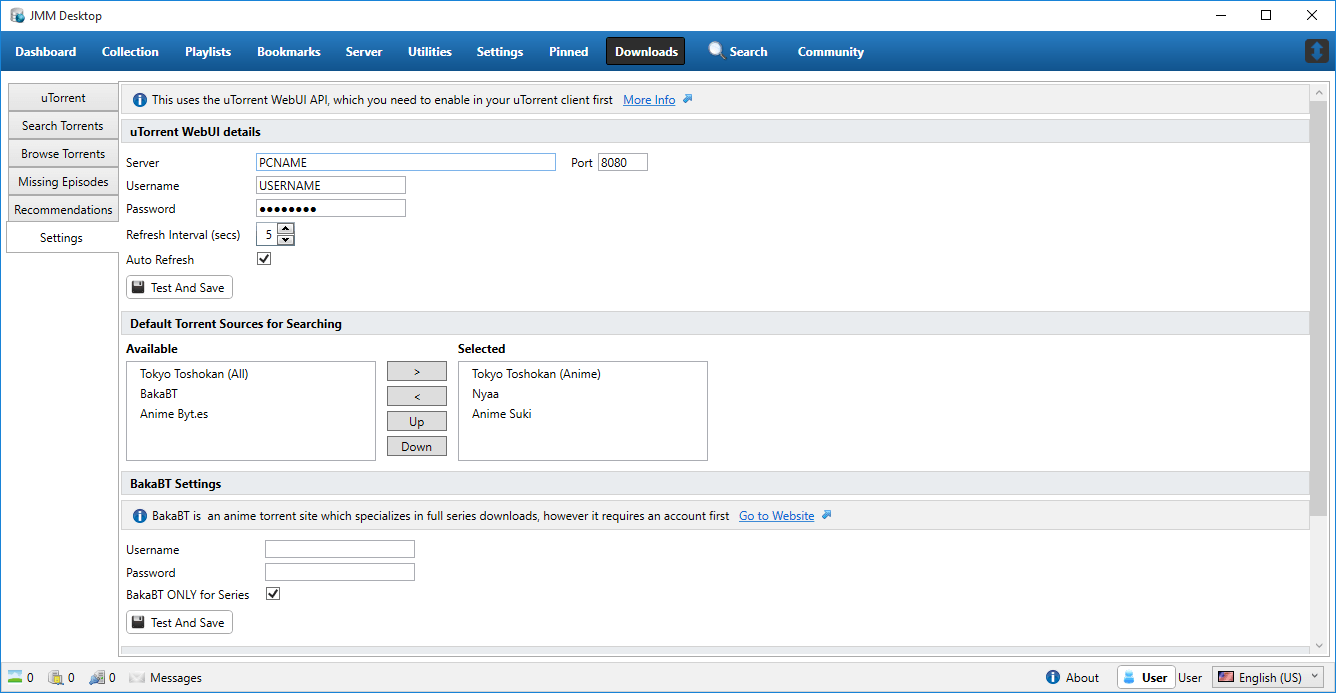 JMM Desktop
Dashboard Collection Playlists Bookmarks Server Utilities Settings Pinned Downloads Search Community
uTorrent
Search Torrents
Browse Torrents
Missing Episodes
Recommendations
Settings
This uses the uTorrent WebUI API, which you need to enable in your uTorrent client first More Info
uTorrent WebUI details
Server PCNAME Port 8080
Username USERNAME
Password ●●●●●●●●
Refresh Interval (secs) 5
Auto Refresh
Test And Save
Default Torrent Sources for Searching
Available Selected
Tokyo Toshokan (All) > Tokyo Toshokan (Anime)
BakaBT < Nyaa
Anime Byt.es Up Anime Suki
Down
BakaBT Settings
BakaBT is an anime torrent site which specializes in full series downloads, however it requires an account first Go to Website
Username
Password
BakaBT ONLY for Series
Test And Save
0 0 0 Messages About User User English (US)